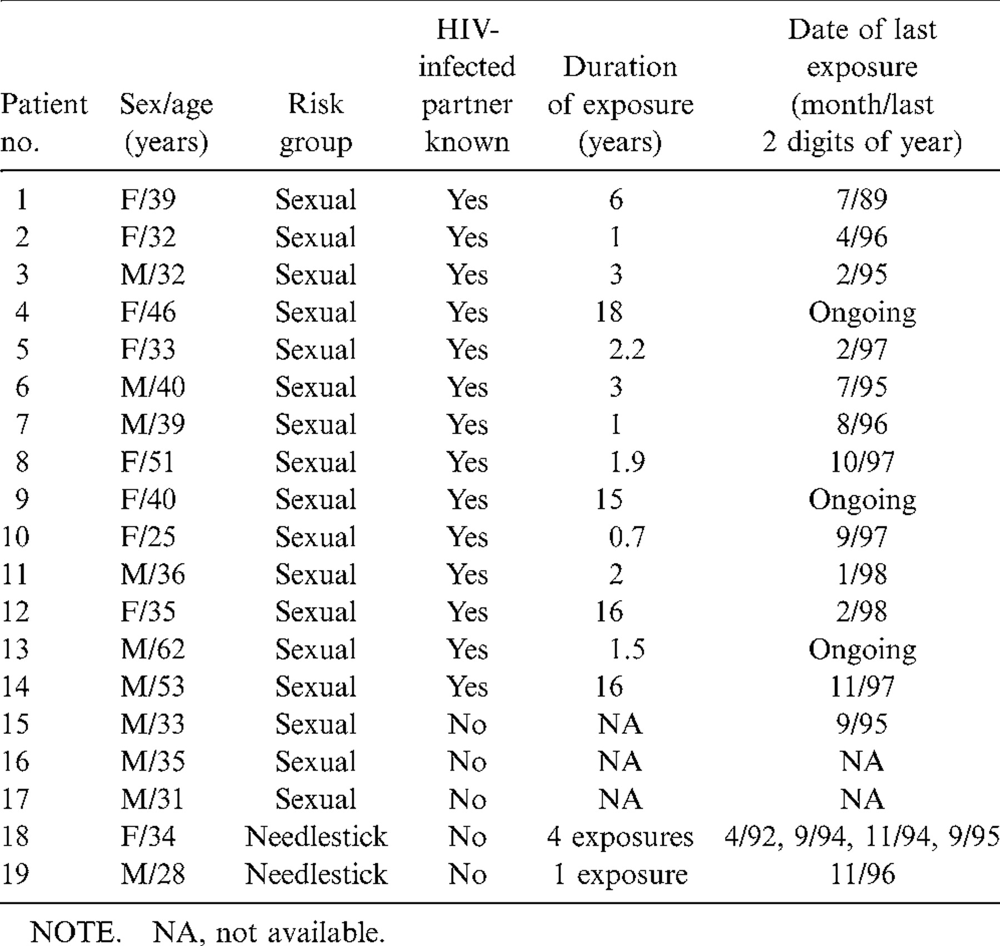 HIV-
Date of last
infected
Duration
exposure
Patient Sex/age Risk partner of exposure (month/last
no. (years) group known (years) 2 digits of year)
1 F/39 Sexual Yes 6 7/89
2 F/32 Sexual Yes 1 4/96
3 M/32 Sexual Yes 3 2/95
4 F/46 Sexual Yes 18 Ongoing
5 F/33 Sexual Yes 2.2 2/97
6 M/40 Sexual Yes 3 7/95
7 M/39 Sexual Yes 1 8/96
8 F/51 Sexual Yes 1.9 10/97
9 F/40 Sexual Yes 15 Ongoing
10 F/25 Sexual Yes 0.7 9/97
11 M/36 Sexual Yes 2 1/98
12 F/35 Sexual Yes 16 2/98
13 M/62 Sexual Yes 1.5 Ongoing
14 M/53 Sexual Yes 16 11/97
15 M/33 Sexual No NA 9/95
16 M/35 Sexual No NA NA
17 M/31 Sexual No NA NA
18 F/34 Needlestick No 4 exposures 4/92, 9/94, 11/94, 9/95
19 M/28 Needlestick No 1 exposure 11/96
NOTE. NA, not available.